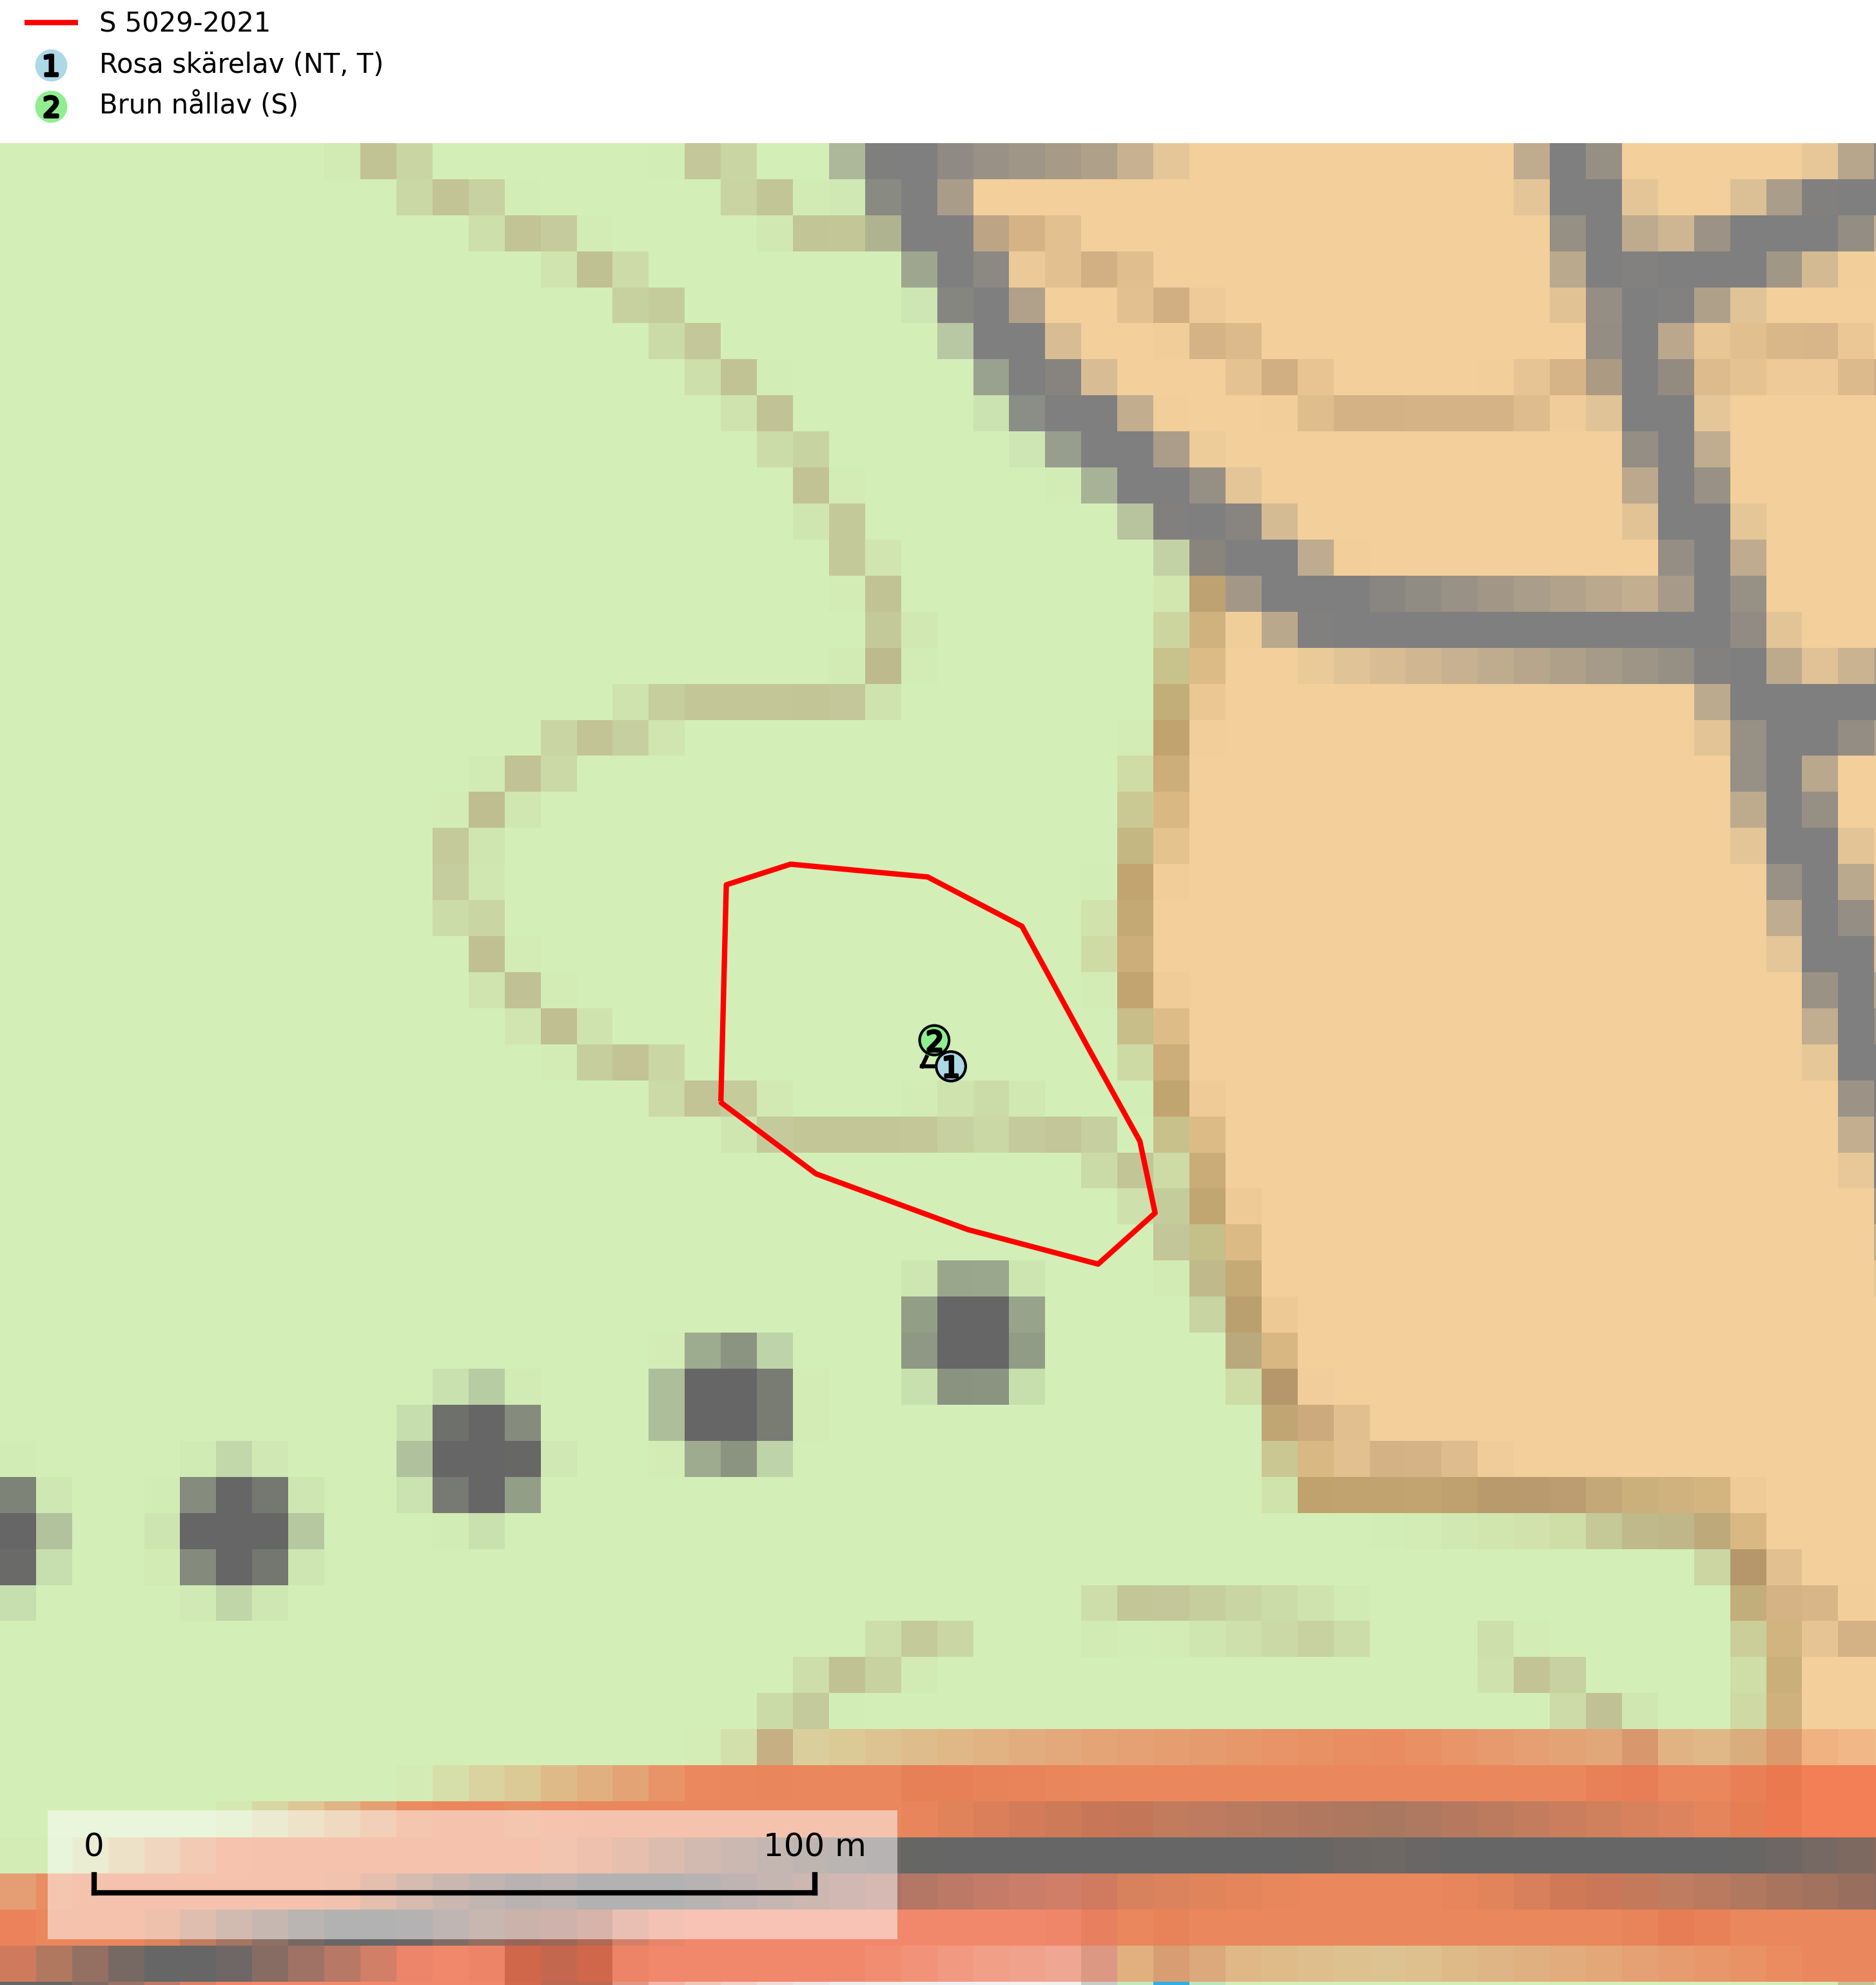 S 5029-2021
1 Rosa skärelav (NT, T)
2 Brun nållav (S)
2
1
0 100 m